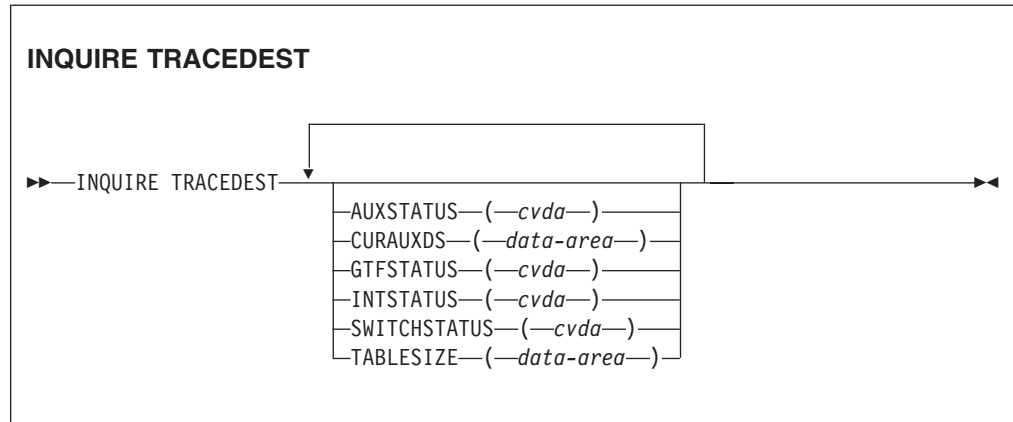 INQUIRE TRACEDEST
INQUIRE TRACEDEST
AUXSTATUS ( cvda )
CURAUXDS ( data-area )
GTFSTATUS ( cvda )
INTSTATUS ( cvda )
SWITCHSTATUS ( cvda )
TABLESIZE ( data-area )